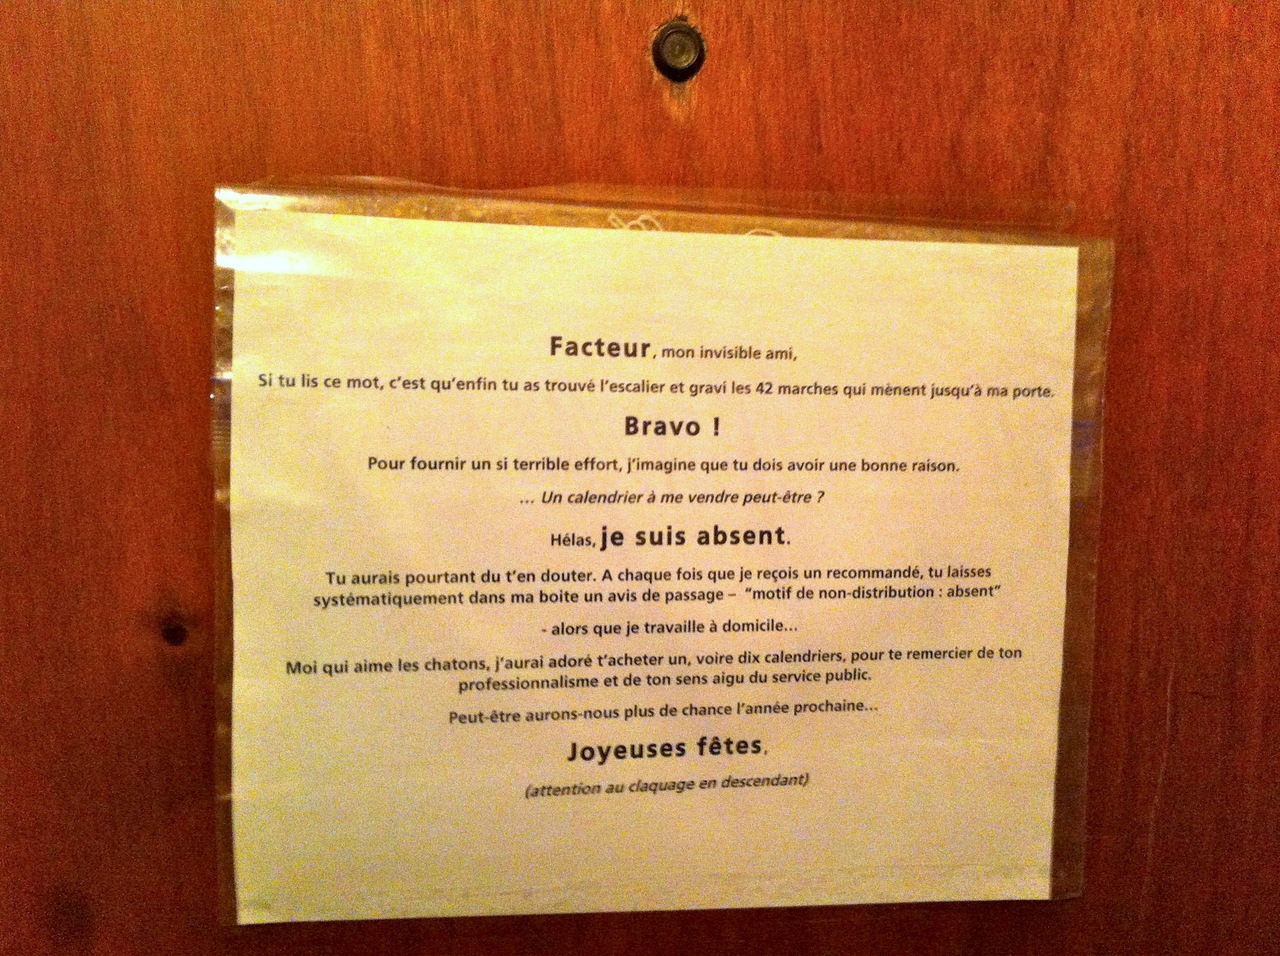 Facteur, mon invisible ami,
Si tu lis ce mot, c'est qu'enfin tu as trouvé l'escalier et gravi les 42 marches qui mènent jusqu'à ma porte.
Bravo !
Pour fournir un si terrible effort, j'imagine que tu dois avoir une bonne raison.
... Un calendrier à me vendre peut-être ?
Hélas, je suis absent.
Tu aurais pourtant du t'en douter. A chaque fois que je reçois un recommandé, tu laisses
systématiquement dans ma boite un avis de passage – "motif de non-distribution : absent"
- alors que je travaille à domicile...
Moi qui aime les chatons, j'aurai adoré t'acheter un, voire dix calendriers, pour te remercier de ton
professionnalisme et de ton sens aigu du service public.
Peut-être aurons-nous plus de chance l'année prochaine...
Joyeuses fêtes.
(attention au claquage en descendant)